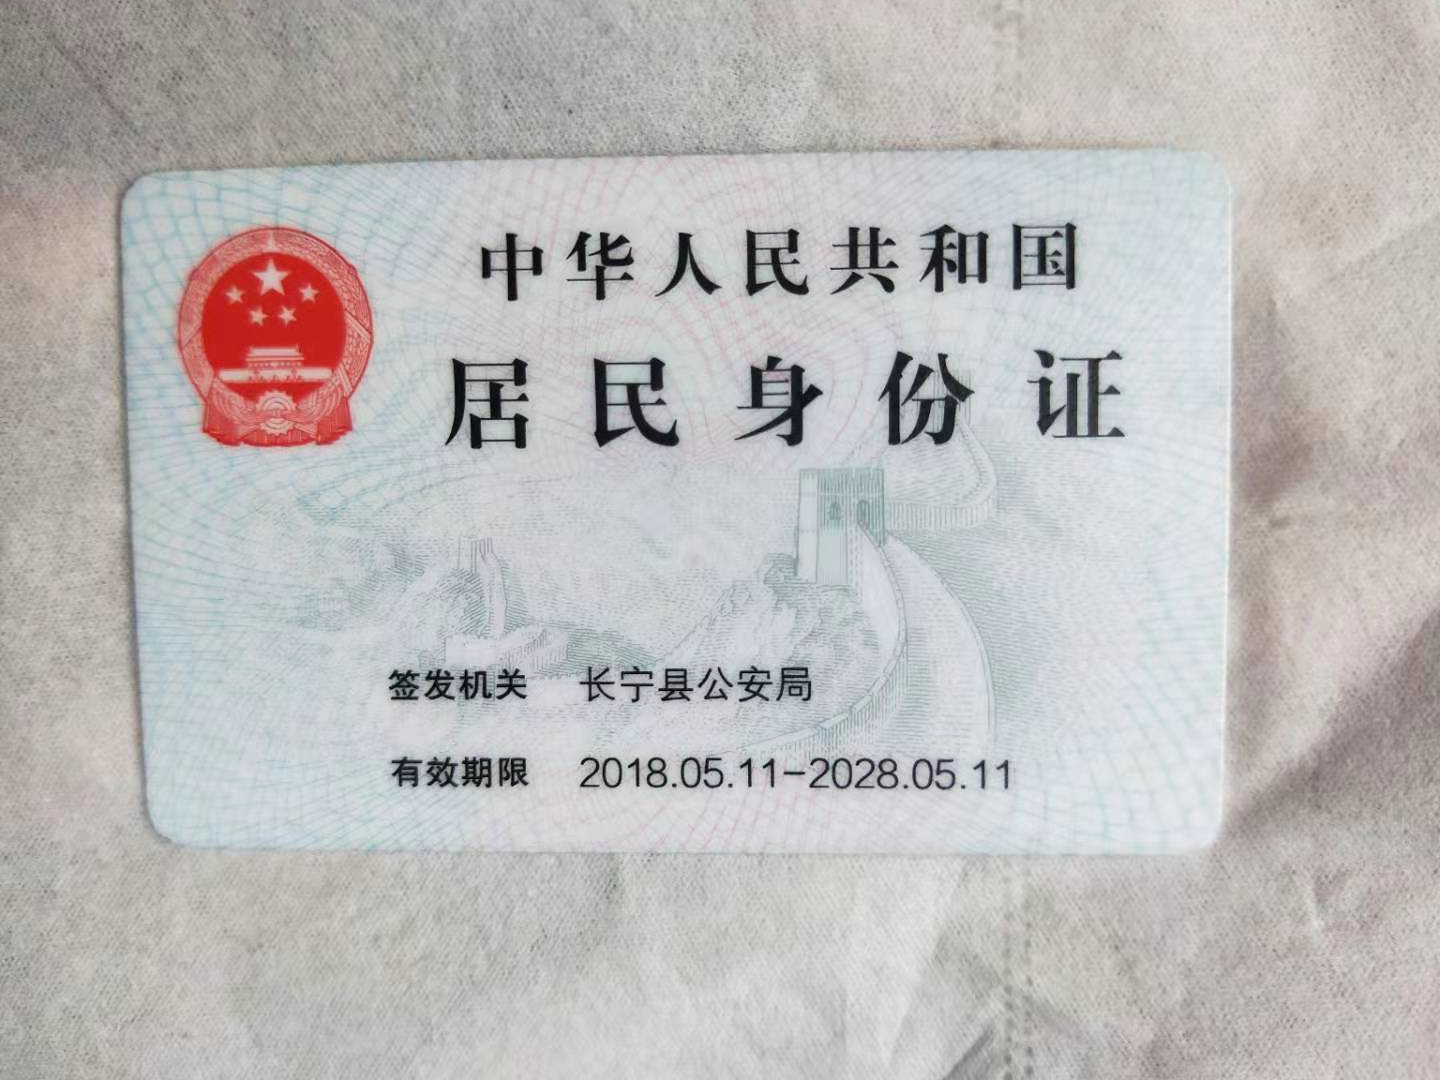 中华人民共和国
居民身份证
签发机关 长宁县公安局
有效期限 2018.05.11-2028.05.11